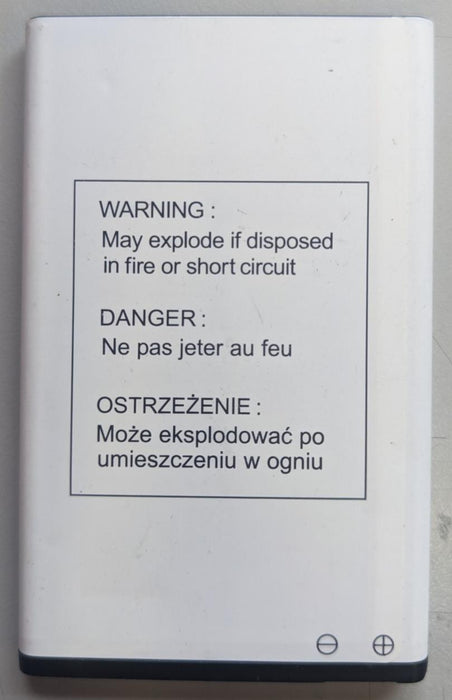 WARNING :
May explode if disposed
in fire or short circuit
DANGER :
Ne pas jeter au feu
OSTRZEŻENIE :
Może eksplodować po
umieszczeniu w ogniu
⊖ ⊕